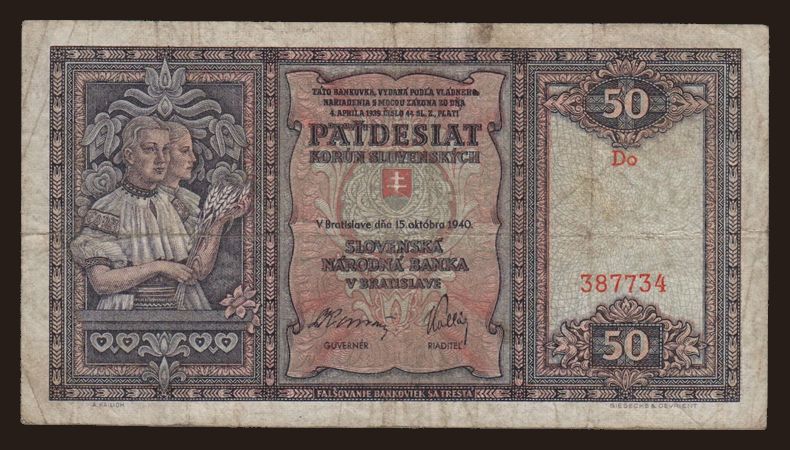 TÁTO BANKOVKA, VYDANÁ PODĽA VLÁDNEHO
NARIADENIA S MOCOU ZÁKONA ZO DŇA
4. APRÍLA 1939 ČÍSLO 44 SL. Z., PLATÍ
PÄŤDESIAT
KORÚN SLOVENSKÝCH
V Bratislave dňa 15. októbra 1940.
SLOVENSKÁ
NÁRODNÁ BANKA
V BRATISLAVE
GUVERNÉR
RIADITEĽ
FALŠOVANIE BANKOVIEK SA TRESTÁ
50
Do
387734
50
GIESECKE & DEVRIENT